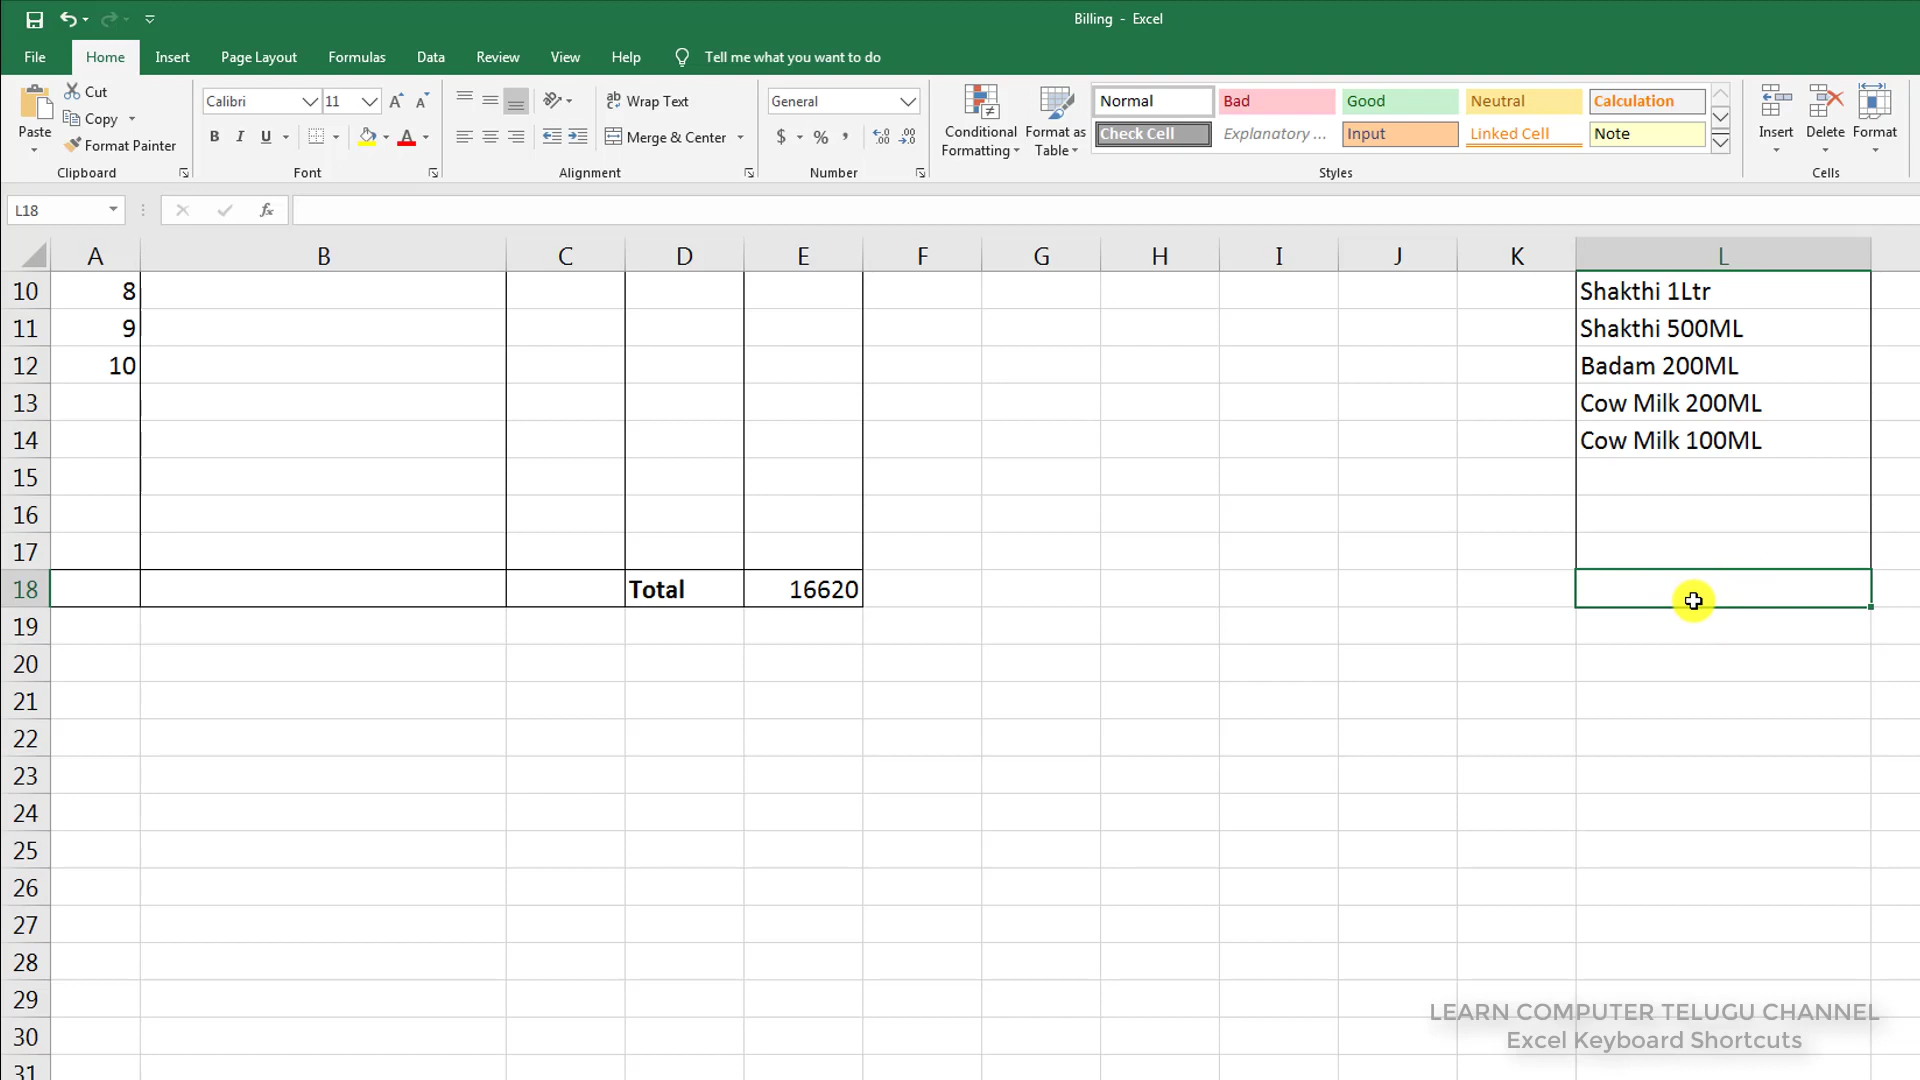 Billing - Excel
File Home Insert Page Layout Formulas Data Review View Help Tell me what you want to do
Paste
Cut
Copy
Format Painter
Clipboard
Calibri 11
B I U
Font
Wrap Text
Merge & Center
Alignment
General
$ % ,
Number
Conditional Formatting
Format as Table
Normal Bad Good Neutral Calculation
Check Cell Explanatory ... Input Linked Cell Note
Styles
Insert Delete Format
Cells
L18 fx
A B C D E F G H I J K L
10 8 Shakthi 1Ltr
11 9 Shakthi 500ML
12 10 Badam 200ML
13 Cow Milk 200ML
14 Cow Milk 100ML
15
16
17
18 Total 16620
19
20
21
22
23
24
25
26
27
28
29
30
31
LEARN COMPUTER TELUGU CHANNEL
Excel Keyboard Shortcuts